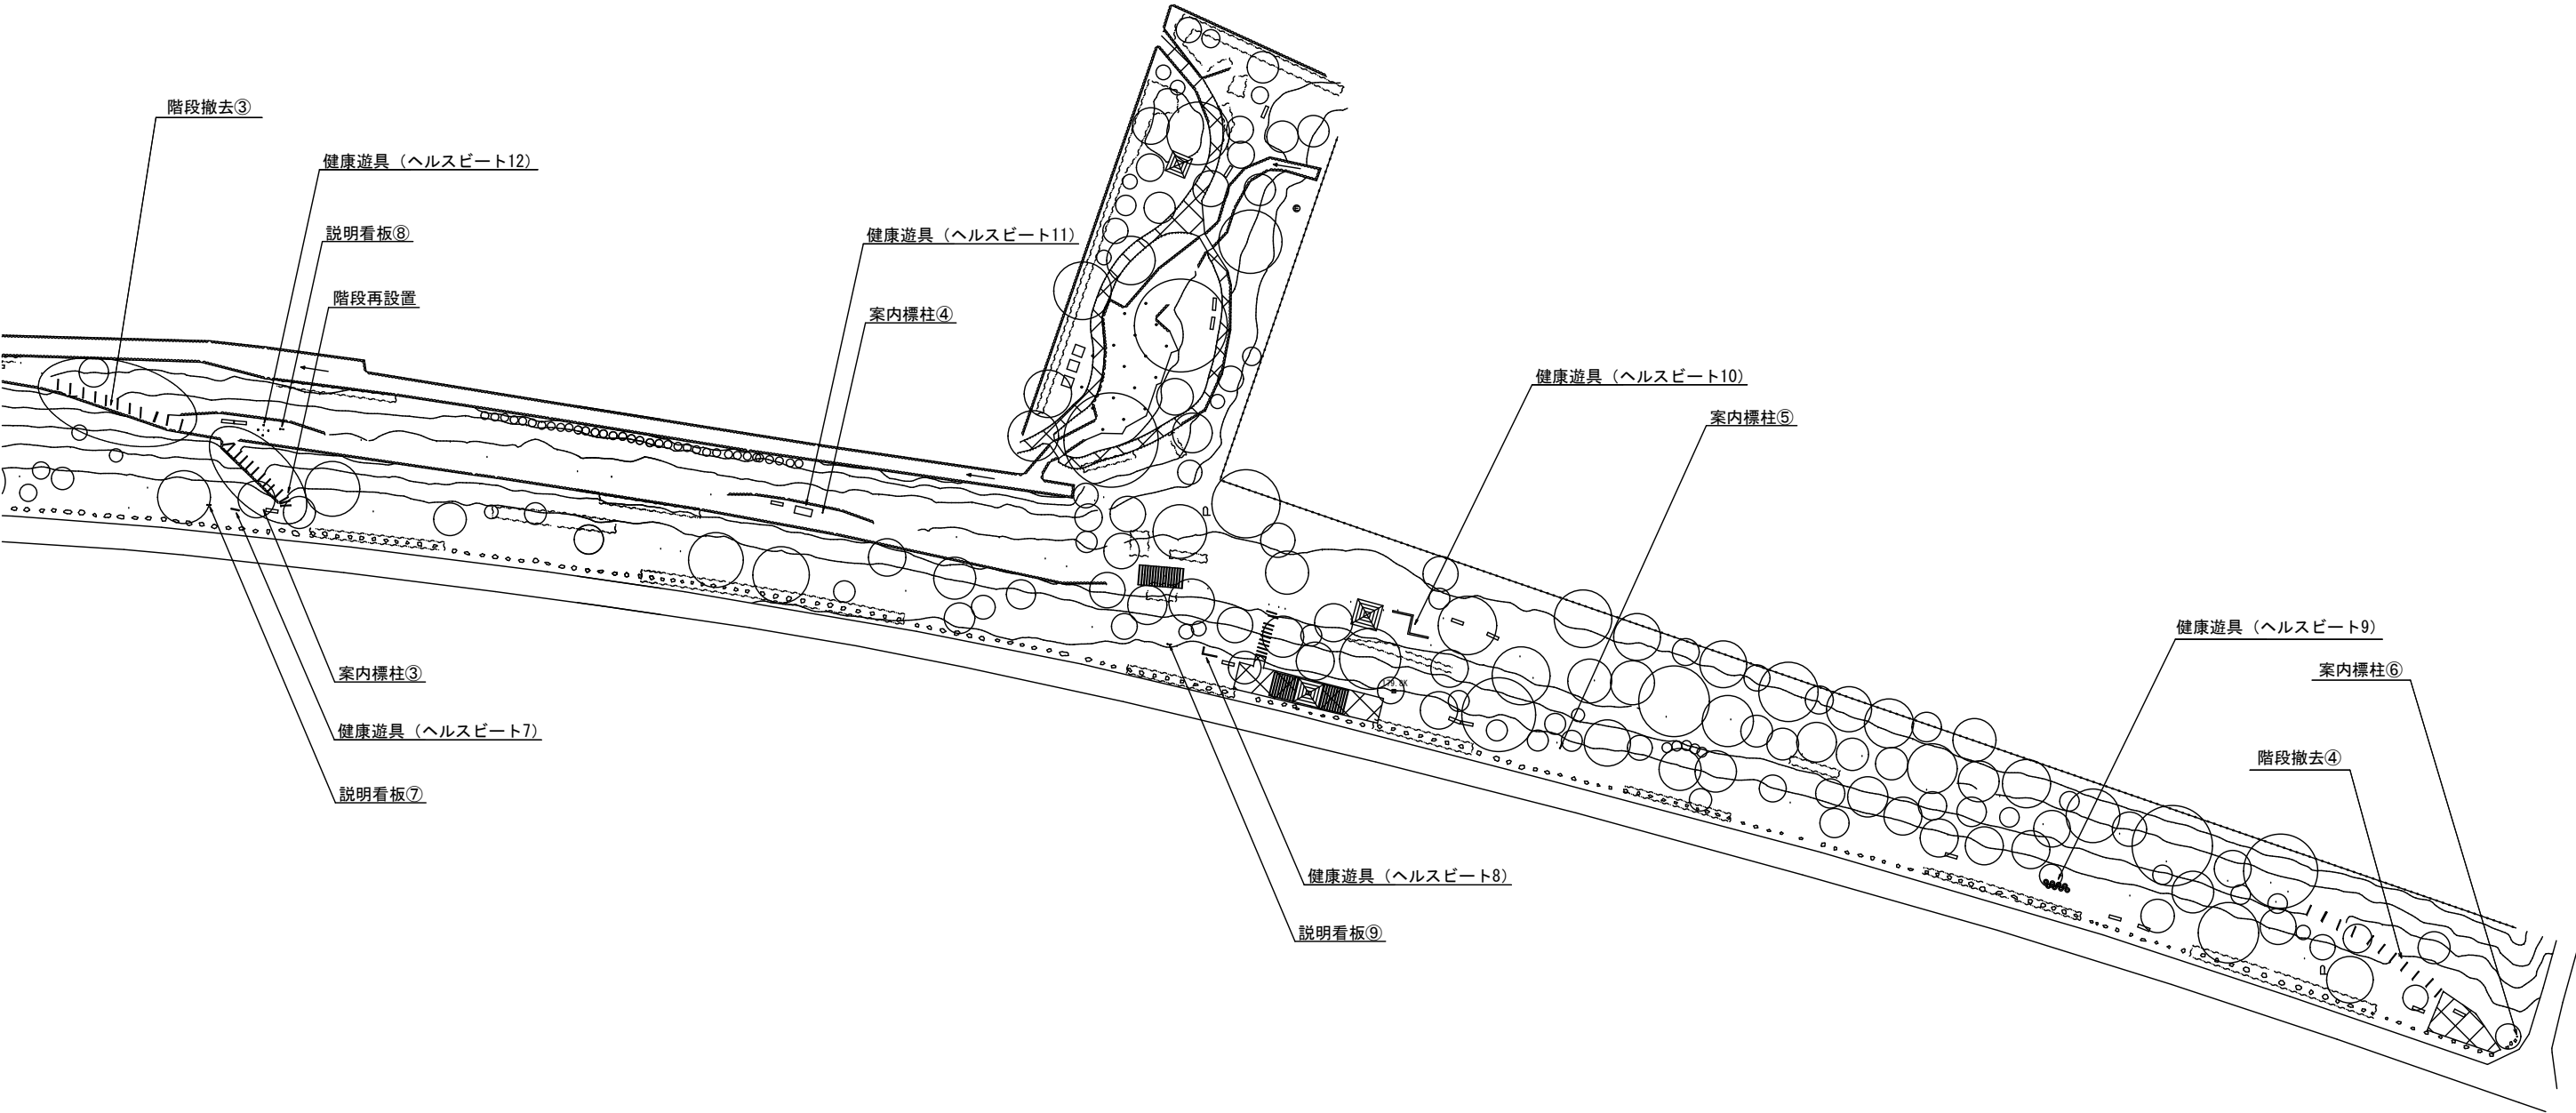 階段撤去③
健康遊具（ヘルスビート12）
説明看板⑧
階段再設置
健康遊具（ヘルスビート11）
案内標柱④
健康遊具（ヘルスビート10）
案内標柱⑤
健康遊具（ヘルスビート9）
案内標柱⑥
階段撤去④
案内標柱③
健康遊具（ヘルスビート7）
説明看板⑦
健康遊具（ヘルスビート8）
説明看板⑨